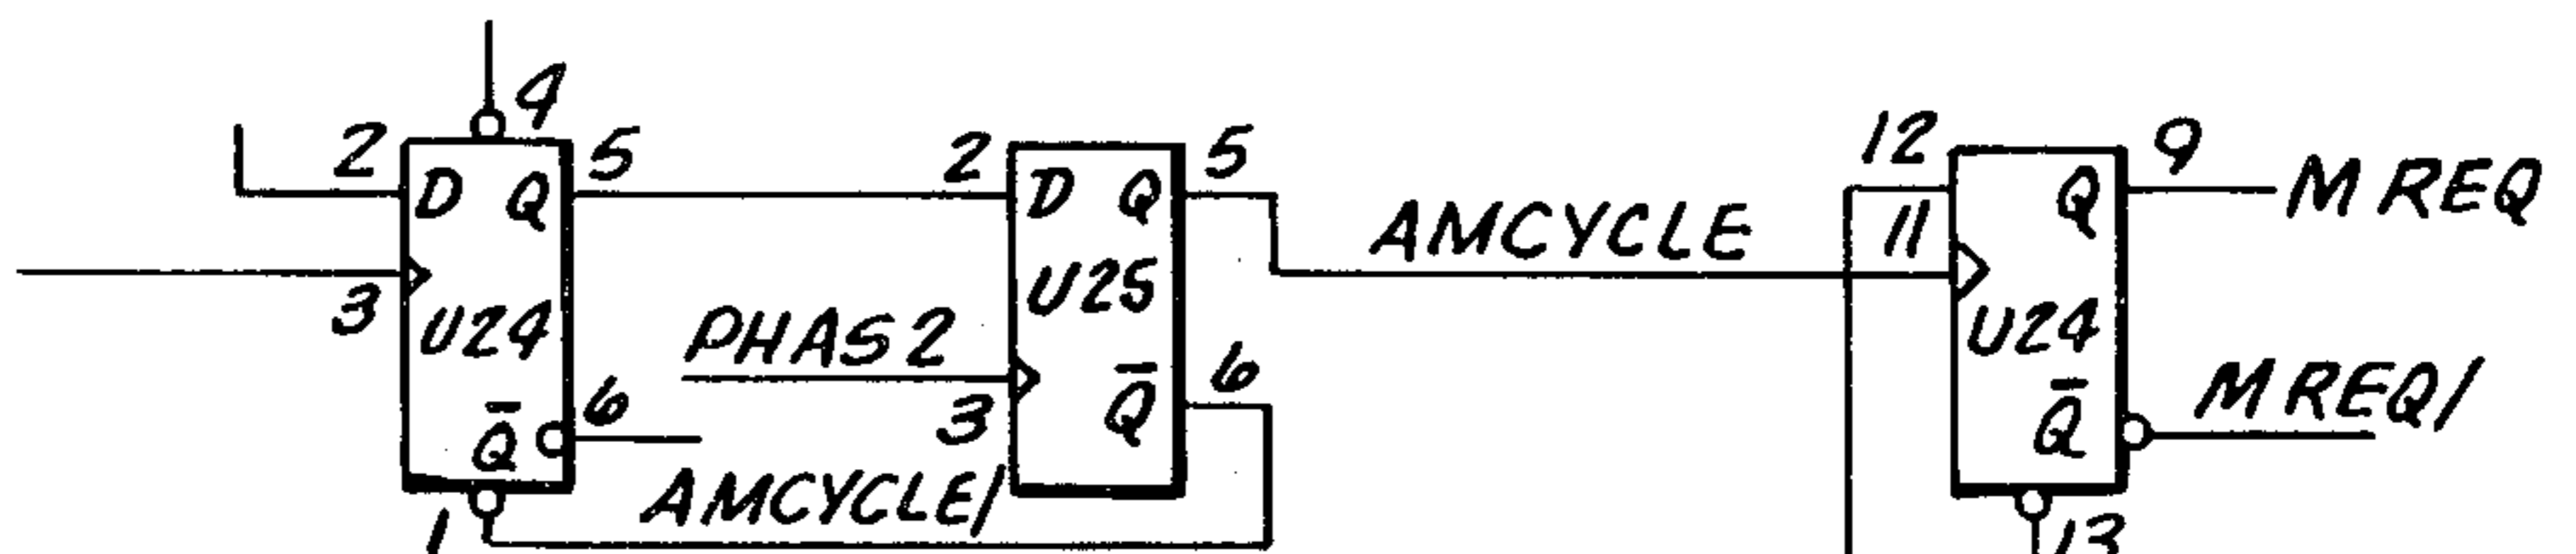 4
2 5 2 5 12 9
D Q D Q Q M REQ
AMCYCLE 11
3 U24 PHAS2 U25 U24
Q̅ 6 3 Q̅ 6 Q̅ M REQ/
AMCYCLE/
1 13